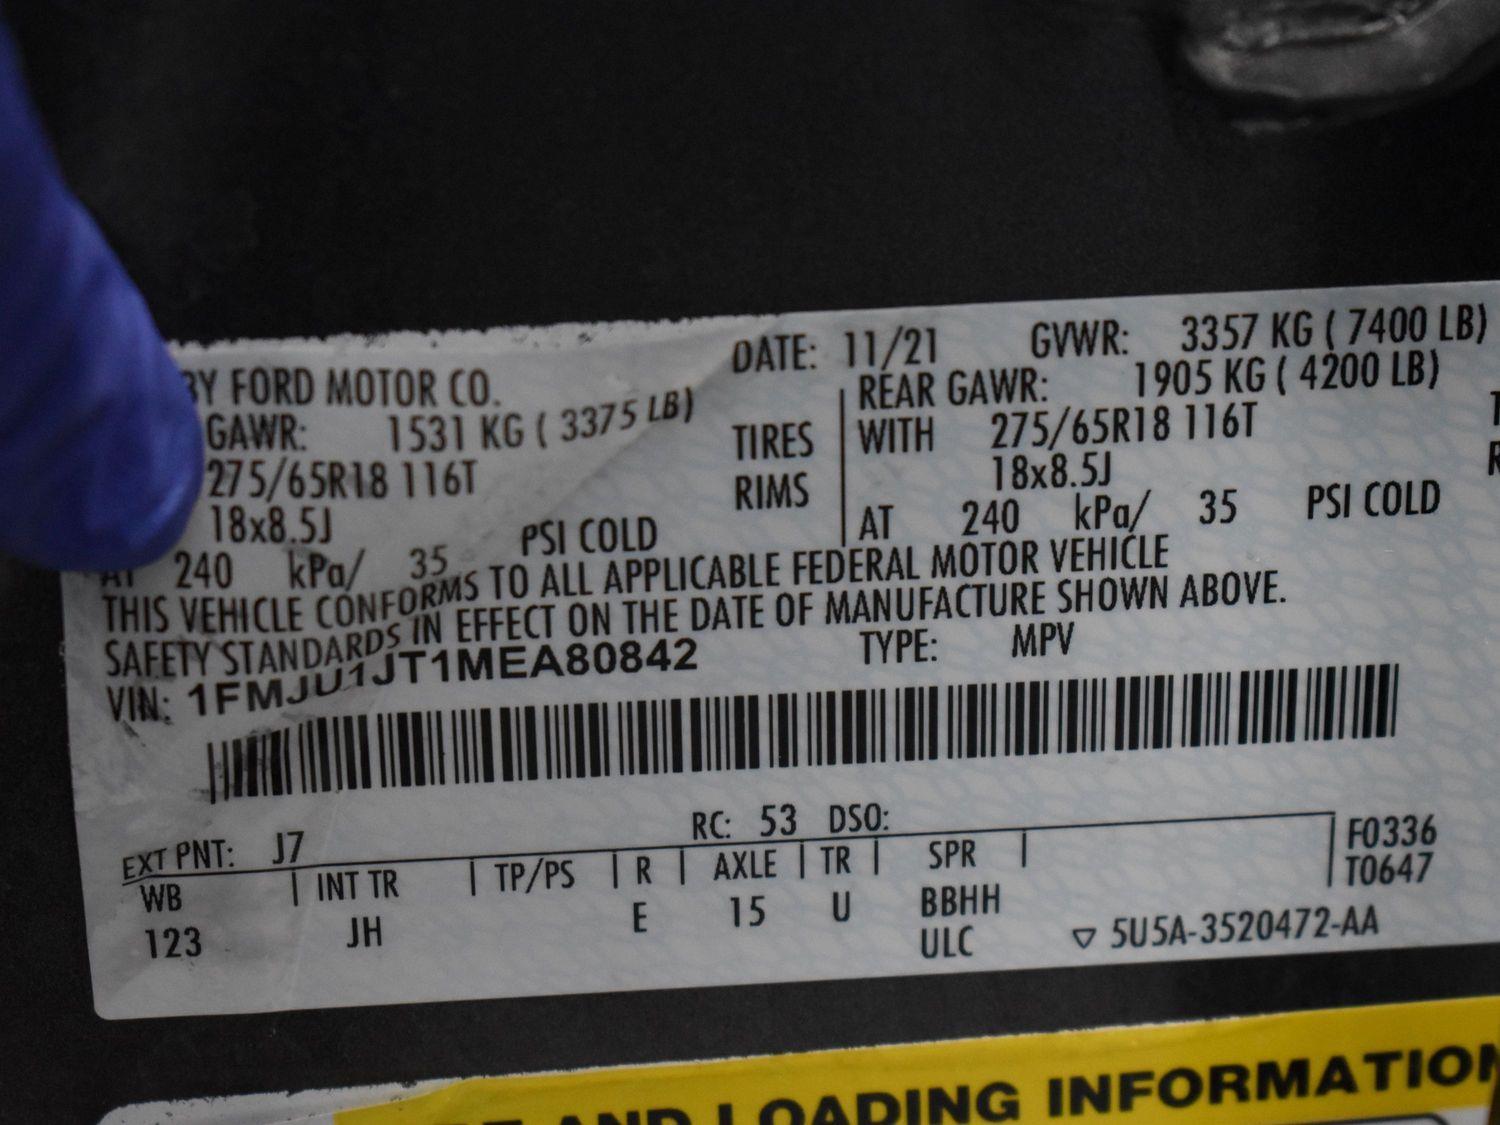 BY FORD MOTOR CO. DATE: 11/21 GVWR: 3357 KG ( 7400 LB)
GAWR: 1531 KG ( 3375 LB) REAR GAWR: 1905 KG ( 4200 LB)
275/65R18 116T TIRES WITH 275/65R18 116T
18x8.5J RIMS 18x8.5J
AT 240 kPa/ 35 PSI COLD AT 240 kPa/ 35 PSI COLD
THIS VEHICLE CONFORMS TO ALL APPLICABLE FEDERAL MOTOR VEHICLE
SAFETY STANDARDS IN EFFECT ON THE DATE OF MANUFACTURE SHOWN ABOVE.
VIN: 1FMJU1JT1MEA80842 TYPE: MPV
EXT PNT: J7 RC: 53 DSO:
WB INT TR TP/PS R AXLE TR SPR F0336
T0647
123 JH E 15 U BBHH
ULC ▽ 5U5A-3520472-AA
AND LOADING INFORMATION